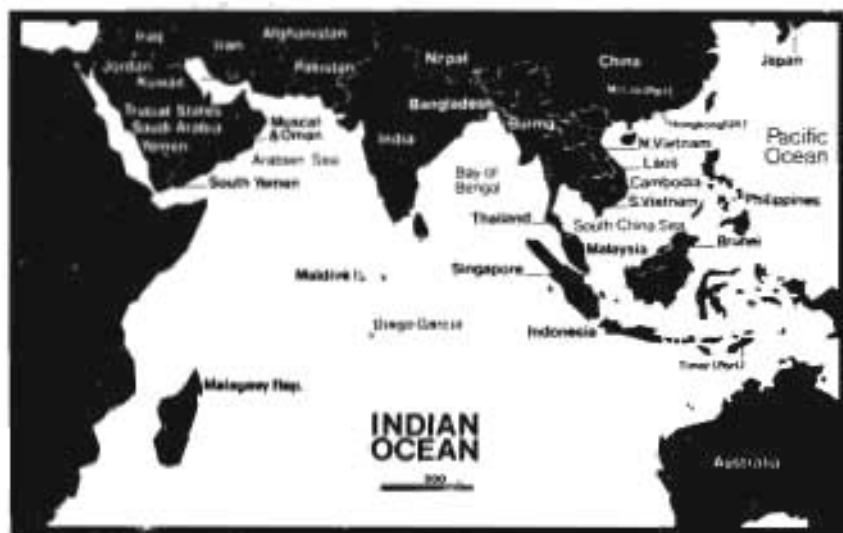 Iraq
Iran
Afghanistan
Jordan
Kuwait
Pakistan
Nepal
China
Japan
Bangladesh
Trucial States
Saudi Arabia
Yemen
Muscat
& Oman
India
Burma
Hongkong (UK)
Pacific
Ocean
Arabian Sea
N. Vietnam
Laos
Bay of
Bengal
South Yemen
Cambodia
S. Vietnam
Philippines
Thailand
South China Sea
Malaysia
Brunei
Maldive I.
Singapore
Diego Garcia
Indonesia
Timor (Port)
Malagasy Rep.
INDIAN
OCEAN
Australia